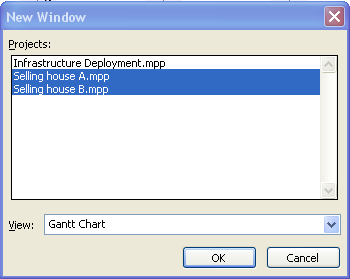 New Window
Projects:
Infrastructure Deployment.mpp
Selling house A.mpp
Selling house B.mpp
View: Gantt Chart
OK Cancel